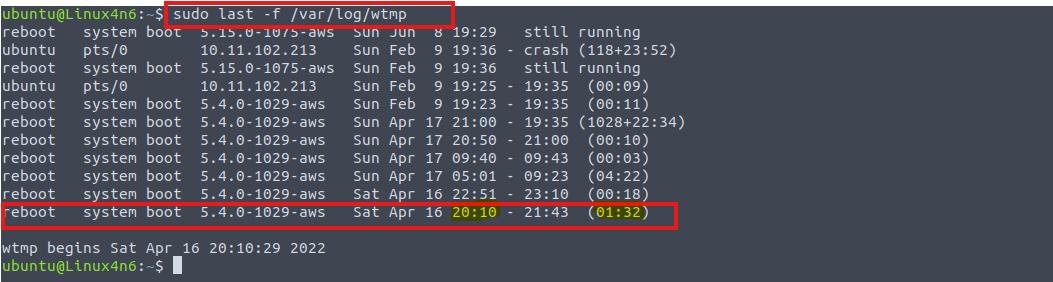 ubuntu@Linux4n6:~$ sudo last -f /var/log/wtmp
reboot   system boot  5.15.0-1075-aws  Sun Jun  8 19:29   still running
ubuntu   pts/0        10.11.102.213    Sun Feb  9 19:36 - crash (118+23:52)
reboot   system boot  5.15.0-1075-aws  Sun Feb  9 19:36   still running
ubuntu   pts/0        10.11.102.213    Sun Feb  9 19:25 - 19:35  (00:09)
reboot   system boot  5.4.0-1029-aws   Sun Feb  9 19:23 - 19:35  (00:11)
reboot   system boot  5.4.0-1029-aws   Sun Apr 17 21:00 - 19:35 (1028+22:34)
reboot   system boot  5.4.0-1029-aws   Sun Apr 17 20:50 - 21:00  (00:10)
reboot   system boot  5.4.0-1029-aws   Sun Apr 17 09:40 - 09:43  (00:03)
reboot   system boot  5.4.0-1029-aws   Sun Apr 17 05:01 - 09:23  (04:22)
reboot   system boot  5.4.0-1029-aws   Sat Apr 16 22:51 - 23:10  (00:18)
reboot   system boot  5.4.0-1029-aws   Sat Apr 16 20:10 - 21:43  (01:32)
wtmp begins Sat Apr 16 20:10:29 2022
ubuntu@Linux4n6:~$